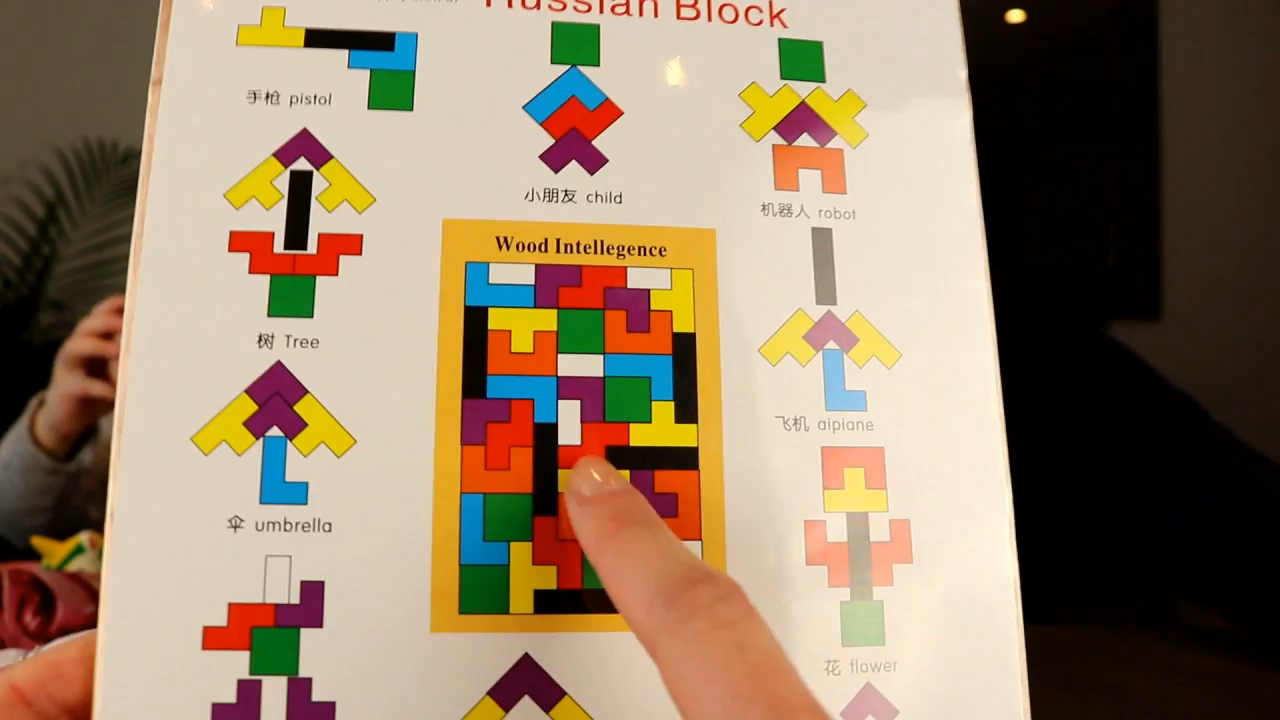 Russian Block
手枪 pistol
小朋友 child
机器人 robot
Wood Intellegence
树 Tree
飞机 aipiane
伞 umbrella
花 flower